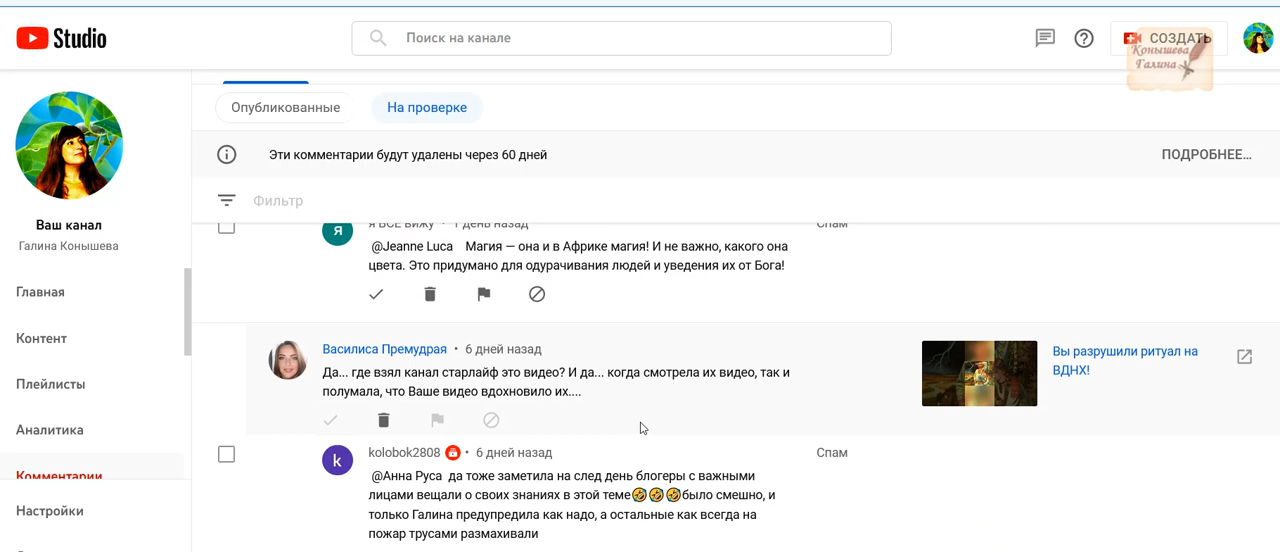 Studio
Поиск на канале
СОЗДАТЬ
Конышева
Галина
Опубликованные
На проверке
Эти комментарии будут удалены через 60 дней
ПОДРОБНЕЕ...
Фильтр
Ваш канал
Галина Конышева
Главная
Контент
Плейлисты
Аналитика
Комментарии
Настройки
Я
я ВСЕ вижу • 1 день назад
Спам
@Jeanne Luca Магия — она и в Африке магия! И не важно, какого она
цвета. Это придумано для одурачивания людей и уведения их от Бога!
Василиса Премудрая • 6 дней назад
Да... где взял канал старлайф это видео? И да... когда смотрела их видео, так и
полумала, что Ваше видео вдохновило их....
Вы разрушили ритуал на
ВДНХ!
k
kolobok2808 • 6 дней назад
Спам
@Анна Руса да тоже заметила на след день блогеры с важными
лицами вещали о своих знаниях в этой теме🤣🤣🤣было смешно, и
только Галина предупредила как надо, а остальные как всегда на
пожар трусами размахивали